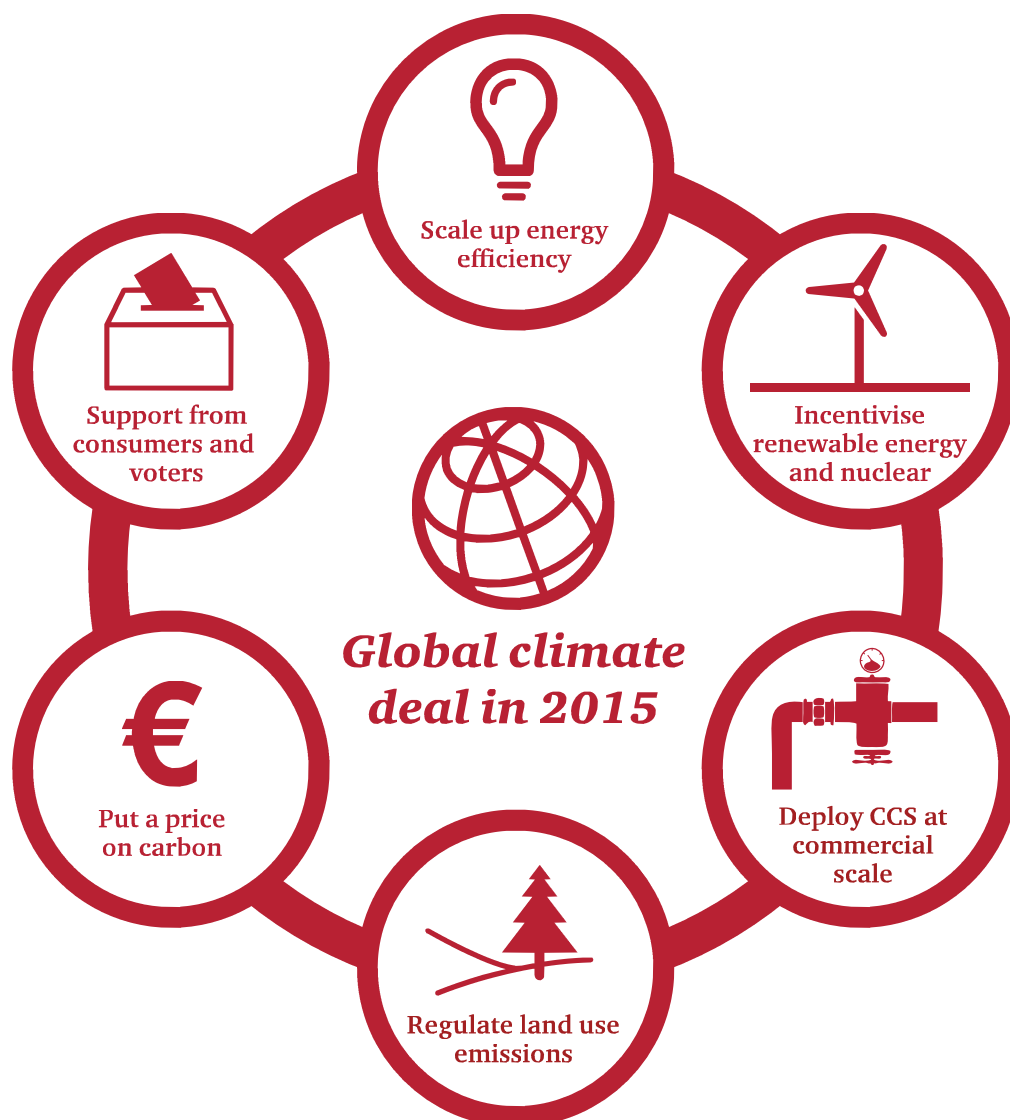 Scale up energy
efficiency
Support from
consumers and
voters
Incentivise
renewable energy
and nuclear
Global climate
deal in 2015
€
Put a price
on carbon
Deploy CCS at
commercial
scale
Regulate land use
emissions